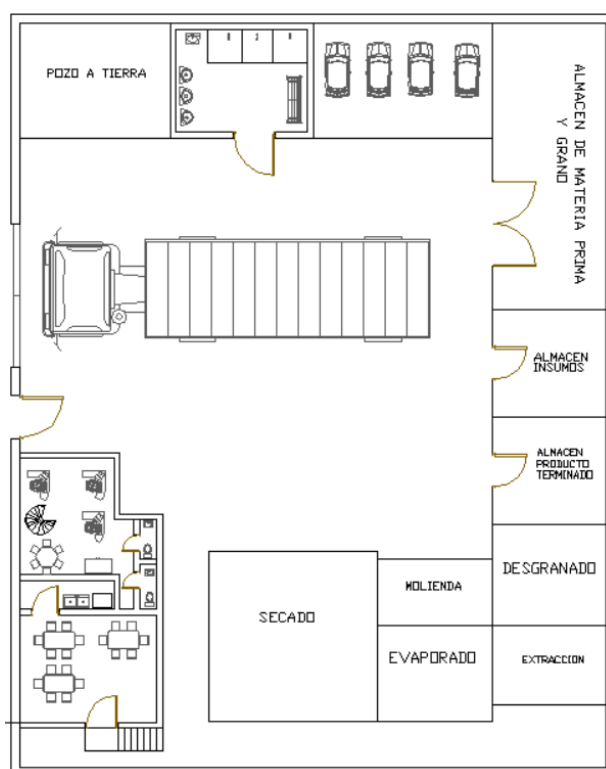 POZO A TIERRA
ALMACEN DE MATERIA PRIMA
Y GRANO
ALMACEN
INSUMOS
ALMACEN
PRODUCTO
TERMINADO
DESGRANADO
MOLIENDA
SECADO
EVAPORADO
EXTRACCION